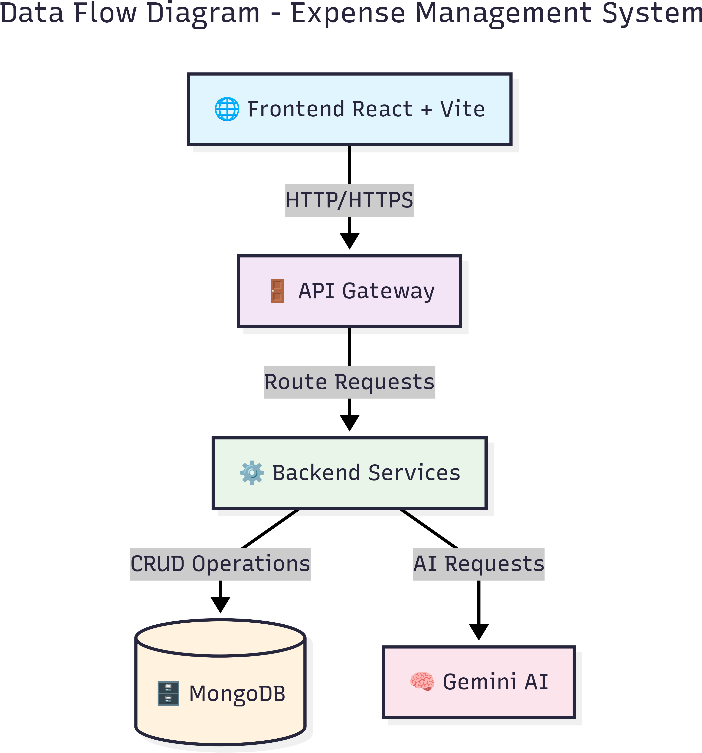 Data Flow Diagram - Expense Management System
🌐 Frontend React + Vite
HTTP/HTTPS
🚪 API Gateway
Route Requests
⚙️ Backend Services
CRUD Operations
AI Requests
🗄️ MongoDB
🧠 Gemini AI